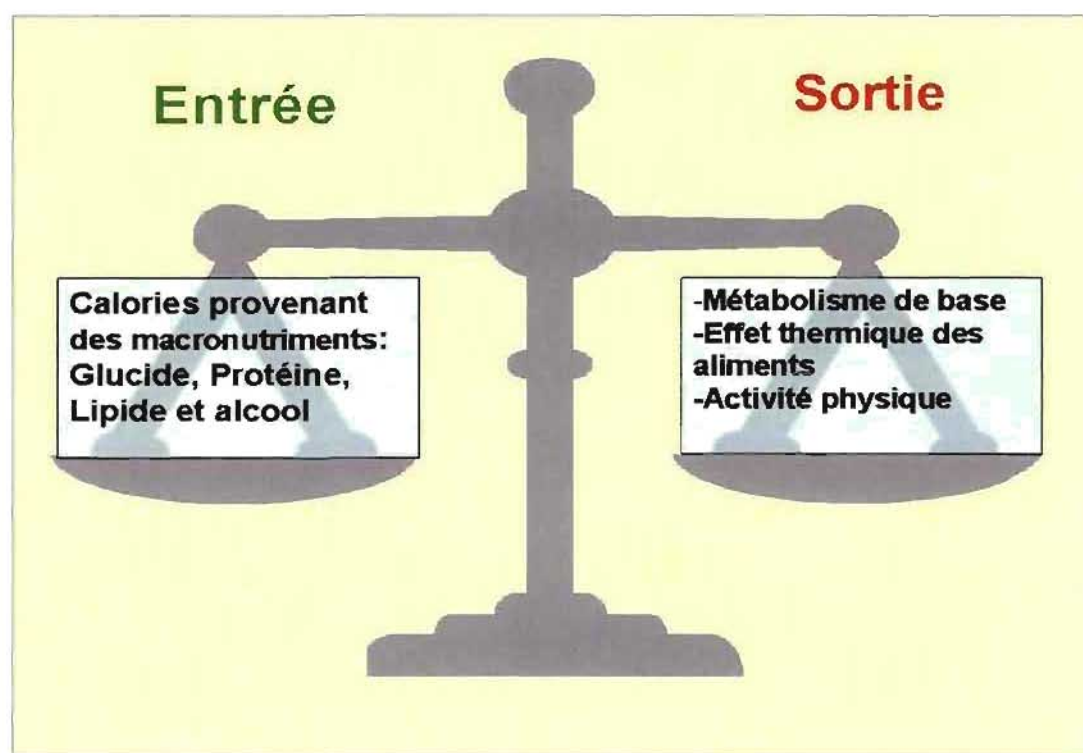 Entrée
Calories provenant
des macronutriments:
Glucide, Protéine,
Lipide et alcool
Sortie
-Métabolisme de base
-Effet thermique des
aliments
-Activité physique